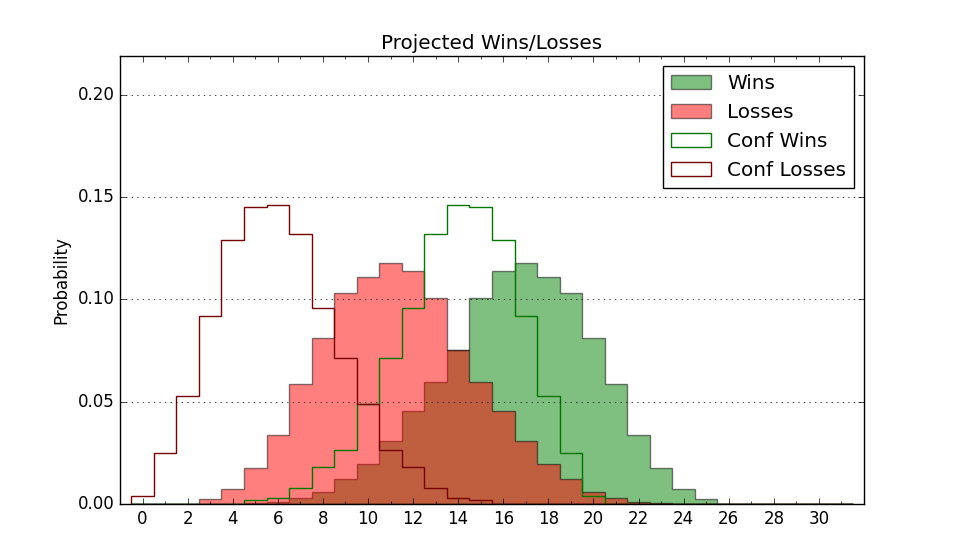 Projected Wins/Losses
Wins
Losses
Conf Wins
Conf Losses
Probability
0.20
0.15
0.10
0.05
0.00
0 2 4 6 8 10 12 14 16 18 20 22 24 26 28 30